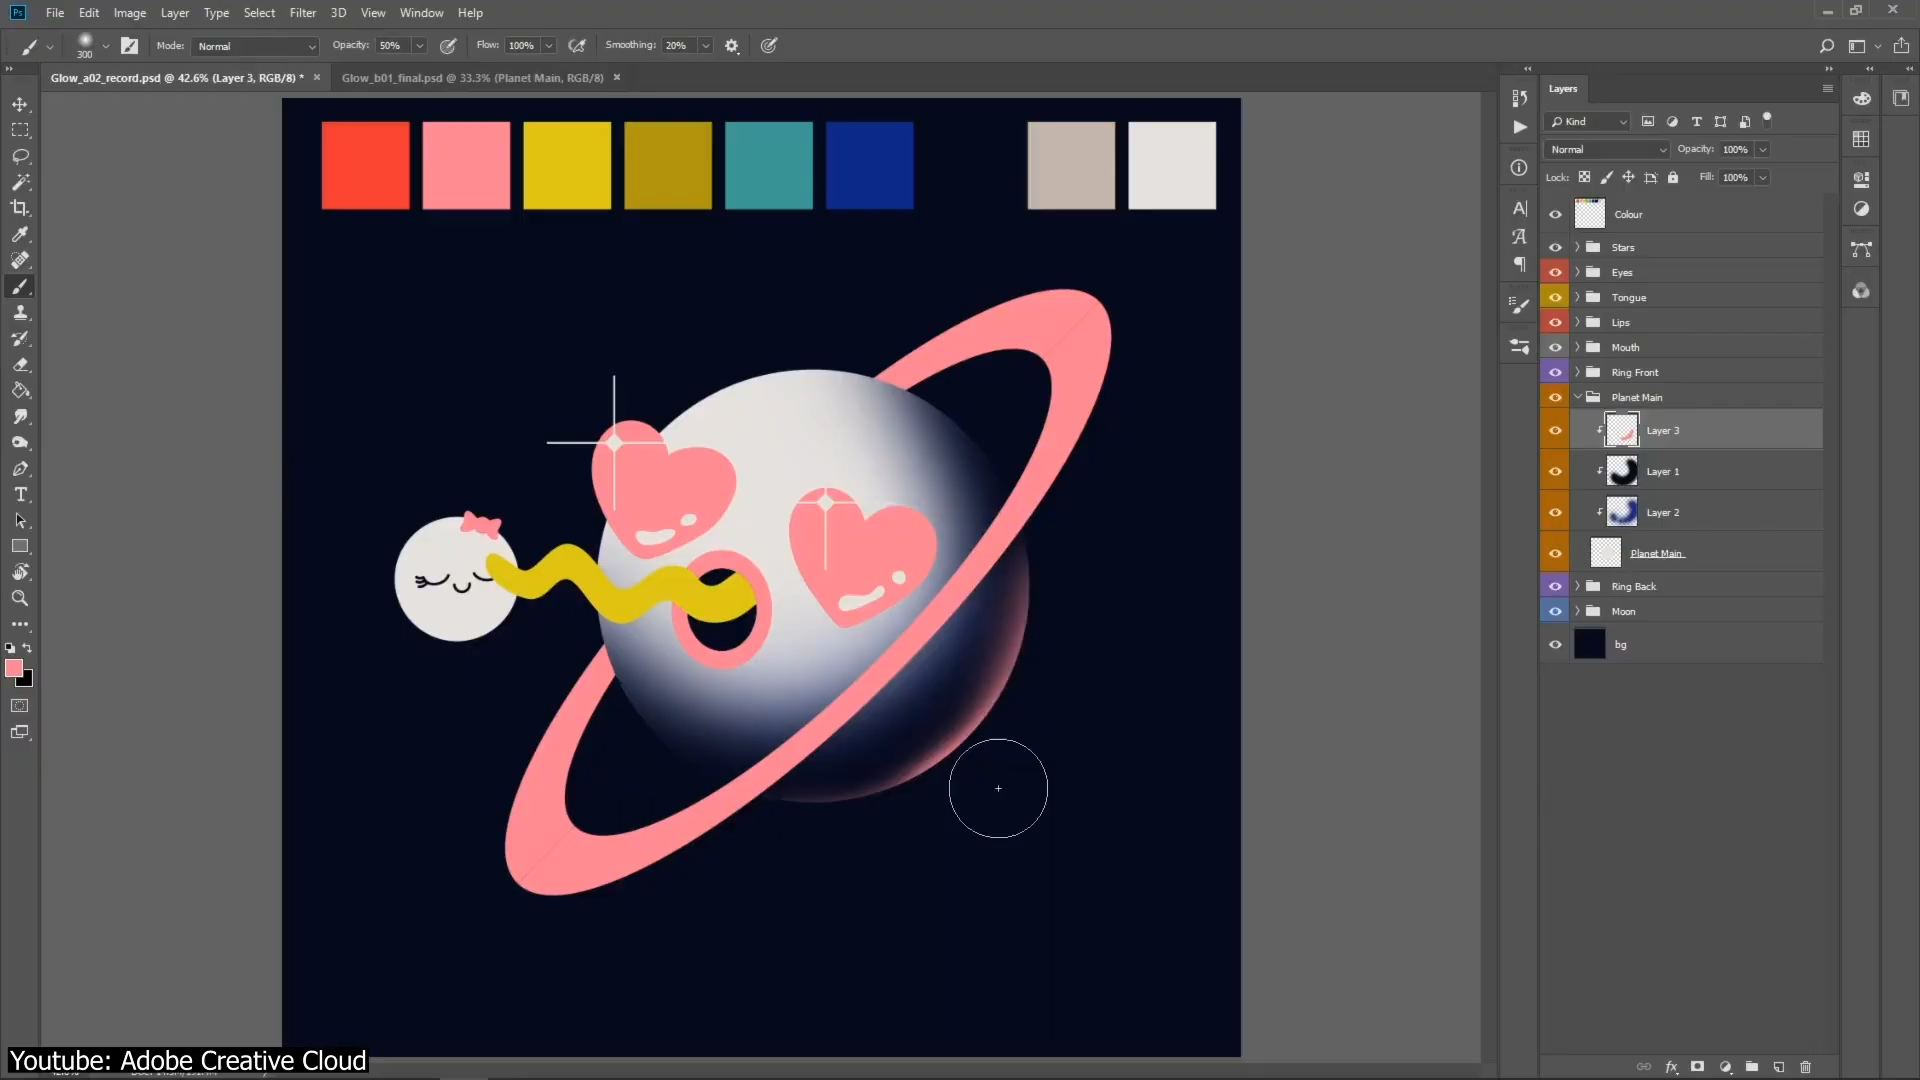 Ps File Edit Image Layer Type Select Filter 3D View Window Help
300 Mode: Normal Opacity: 50% Flow: 100% Smoothing: 20%
Glow_a02_record.psd @ 42.6% (Layer 3, RGB/8) * × Glow_b01_final.psd @ 33.3% (Planet Main, RGB/8) ×
Layers
Kind
Normal Opacity: 100%
Lock: Fill: 100%
Colour
Stars
Eyes
Tongue
Lips
Mouth
Ring Front
Planet Main
Layer 3
Layer 1
Layer 2
Planet Main
Ring Back
Moon
bg
fx
Youtube: Adobe Creative Cloud